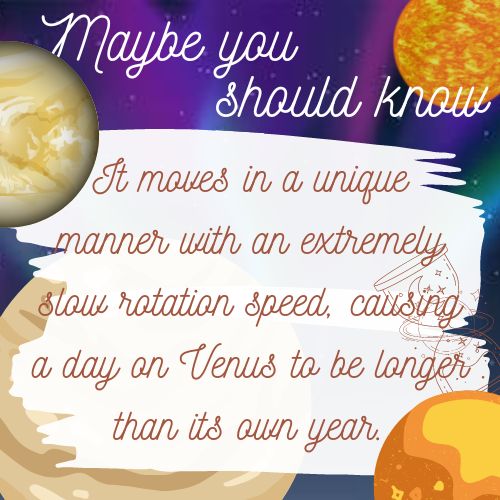 Maybe you
should know
It moves in a unique
manner with an extremely
slow rotation speed, causing
a day on Venus to be longer
than its own year.